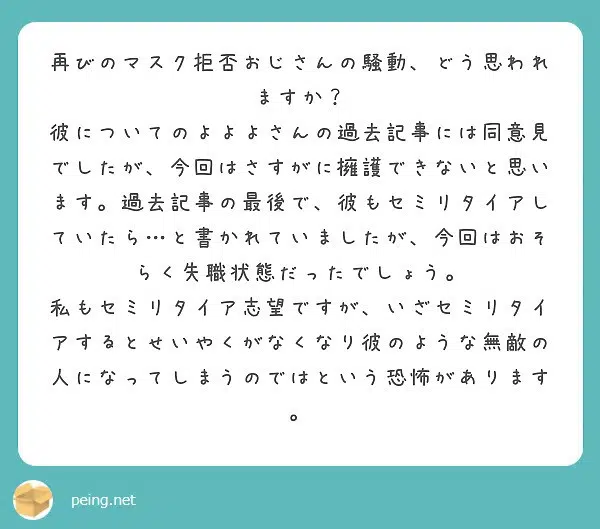 再びのマスク拒否おじさんの騒動、どう思われ
ますか？
彼についてのよよよさんの過去記事には同意見
でしたが、今回はさすがに擁護できないと思い
ます。過去記事の最後で、彼もセミリタイアし
ていたら…と書かれていましたが、今回はおそ
らく失職状態だったでしょう。
私もセミリタイア志望ですが、いざセミリタイ
アするとせいやくがなくなり彼のような無敵の
人になってしまうのではという恐怖があります
。
peing.net